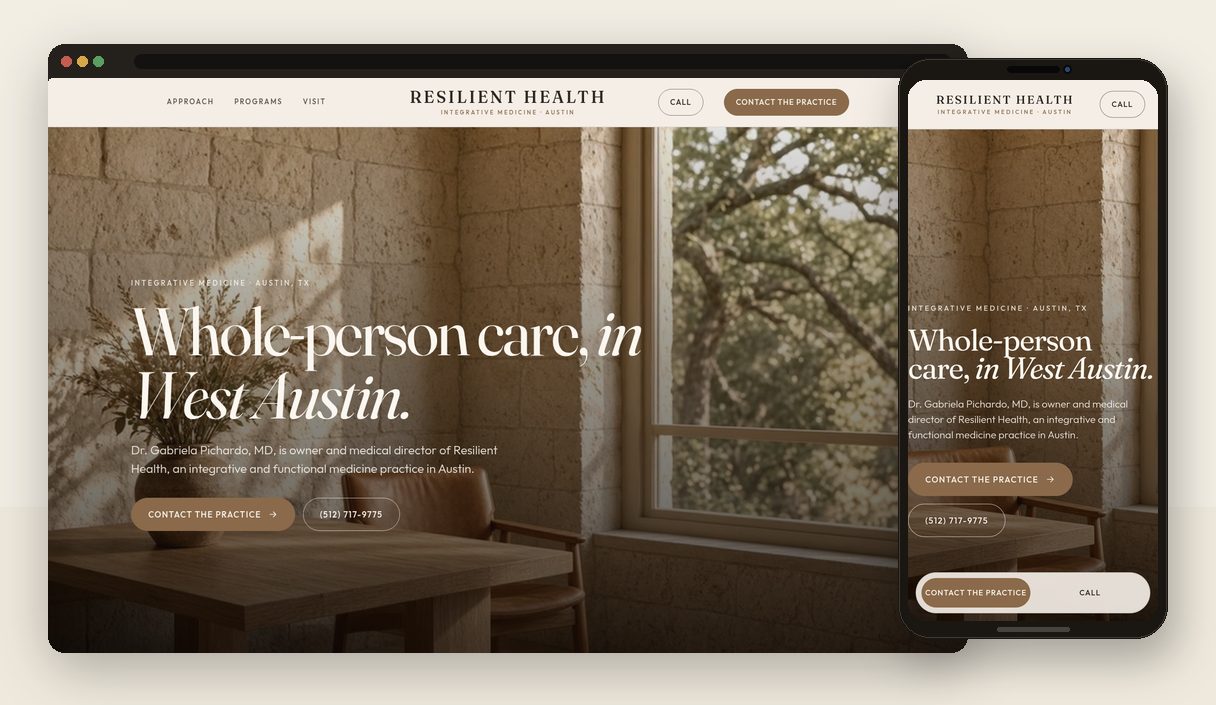 APPROACH PROGRAMS VISIT
RESILIENT HEALTH
INTEGRATIVE MEDICINE · AUSTIN
CALL
CONTACT THE PRACTICE
INTEGRATIVE MEDICINE · AUSTIN, TX
Whole-person care, in
West Austin.
Dr. Gabriela Pichardo, MD, is owner and medical director of Resilient
Health, an integrative and functional medicine practice in Austin.
CONTACT THE PRACTICE →
(512) 717-9775
RESILIENT HEALTH
INTEGRATIVE MEDICINE · AUSTIN
CALL
INTEGRATIVE MEDICINE · AUSTIN, TX
Whole-person
care, in West Austin.
Dr. Gabriela Pichardo, MD, is owner and medical
director of Resilient Health, an integrative and
functional medicine practice in Austin.
CONTACT THE PRACTICE →
(512) 717-9775
CONTACT THE PRACTICE
CALL